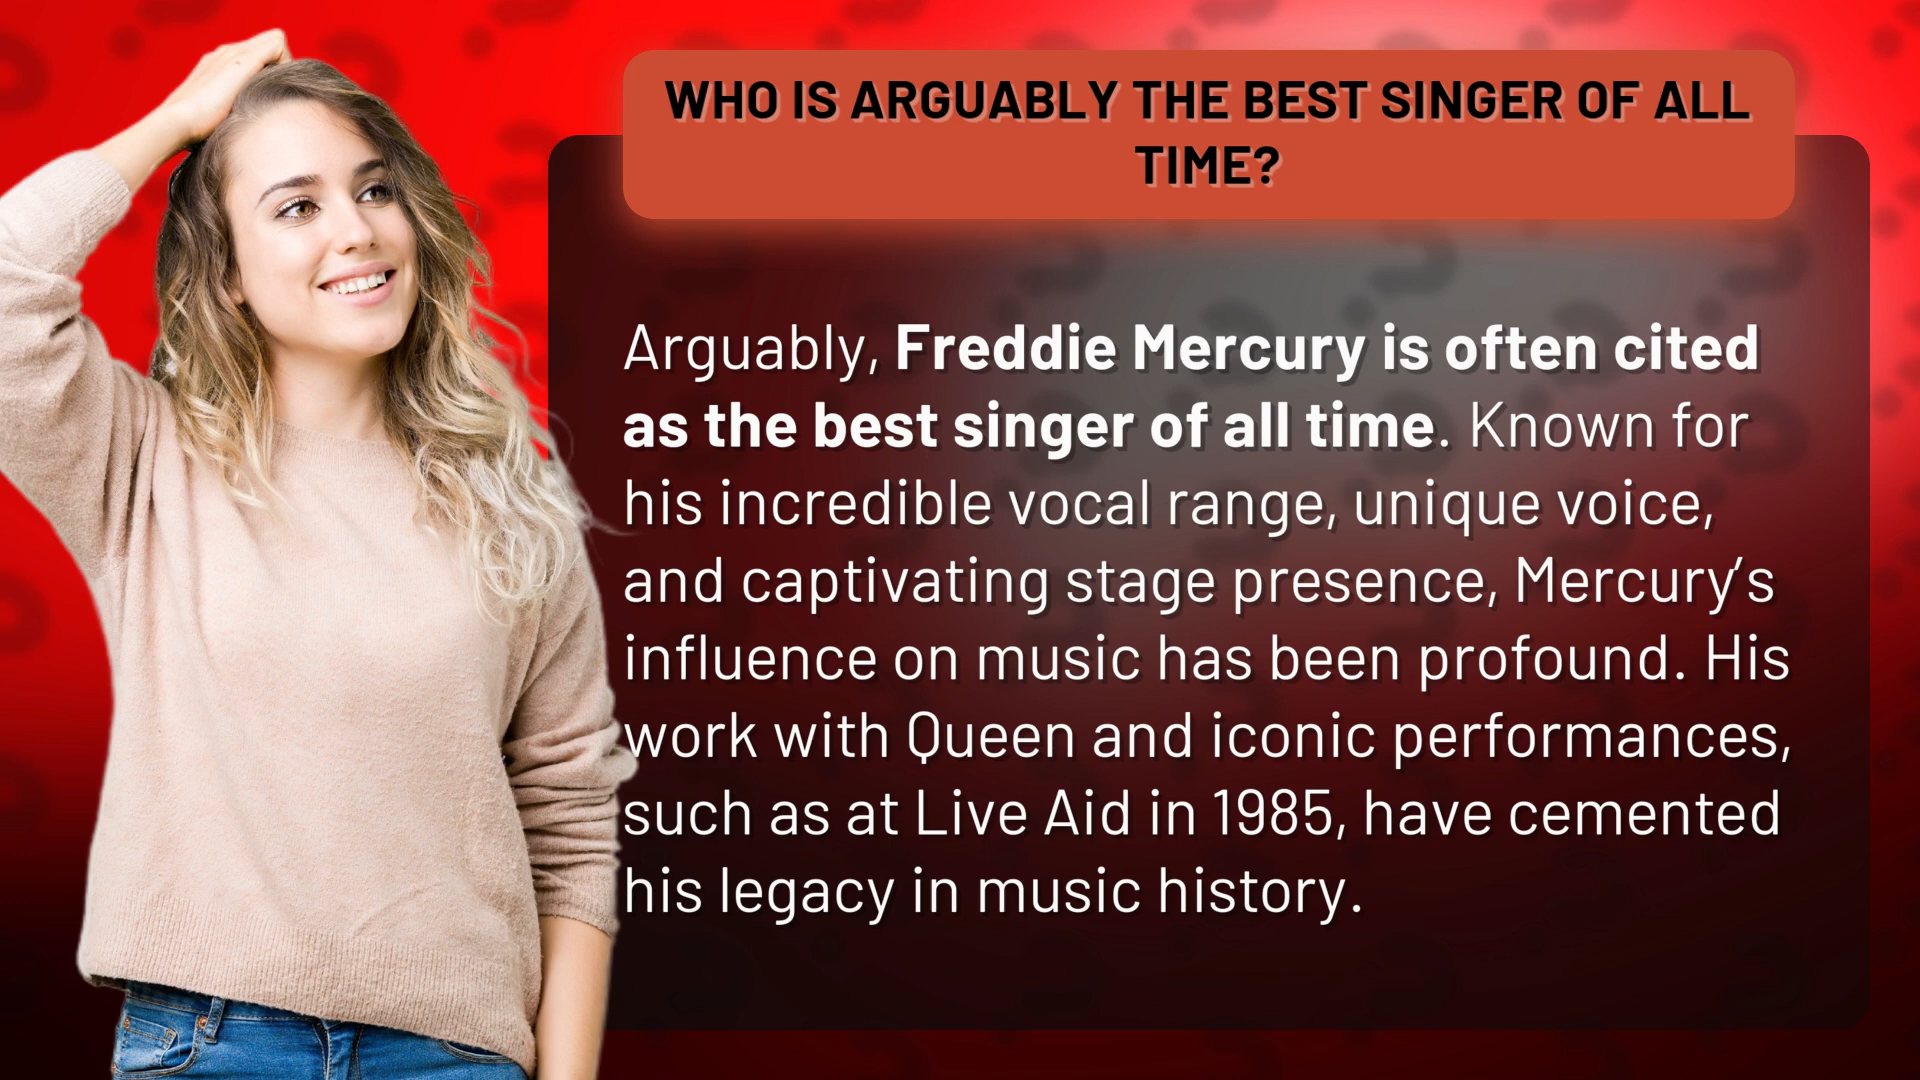 WHO IS ARGUABLY THE BEST SINGER OF ALL
TIME?
Arguably, Freddie Mercury is often cited
as the best singer of all time. Known for
his incredible vocal range, unique voice,
and captivating stage presence, Mercury’s
influence on music has been profound. His
work with Queen and iconic performances,
such as at Live Aid in 1985, have cemented
his legacy in music history.